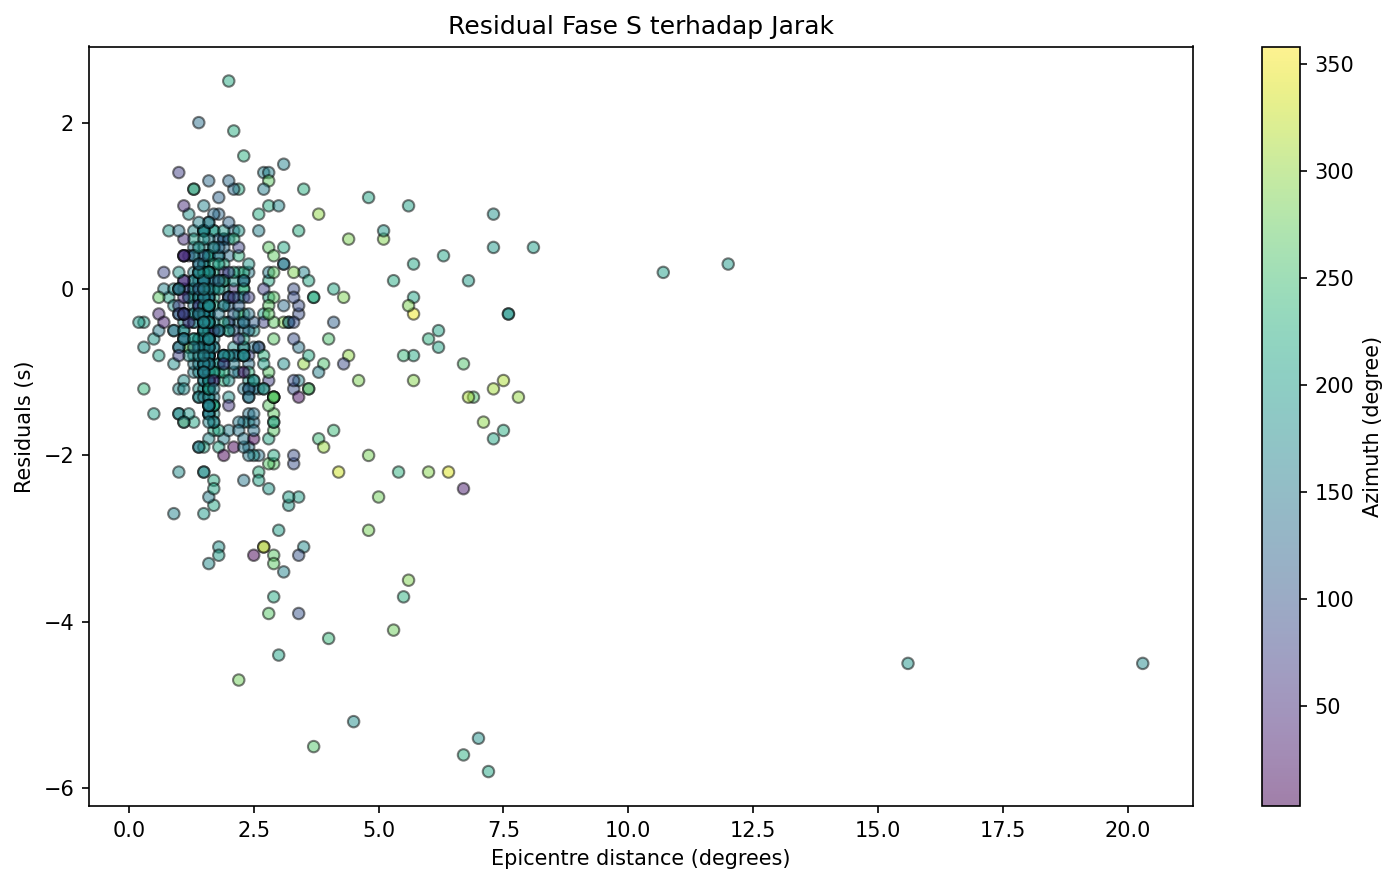 Residual Fase S terhadap Jarak
Residuals (s)
2
0
−2
−4
−6
0.0 2.5 5.0 7.5 10.0 12.5 15.0 17.5 20.0
Epicentre distance (degrees)
350
300
250
200
150
100
50
Azimuth (degree)